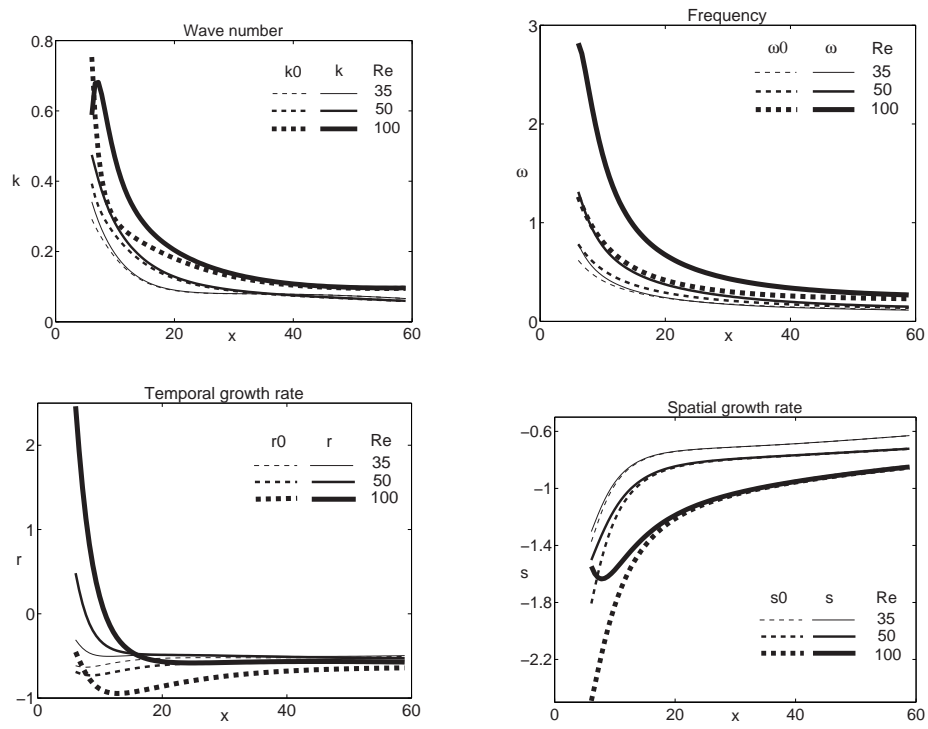 Wave number
0.8
0.6
0.4
0.2
0
k
0 20 40 60
x
k0 k Re
35
50
100
Frequency
3
2
1
0
ω
0 20 40 60
x
ω0 ω Re
35
50
100
Temporal growth rate
2
1
0
−1
r
0 20 40 60
x
r0 r Re
35
50
100
Spatial growth rate
−0.6
−1
−1.4
−1.8
−2.2
s
0 20 40 60
x
s0 s Re
35
50
100